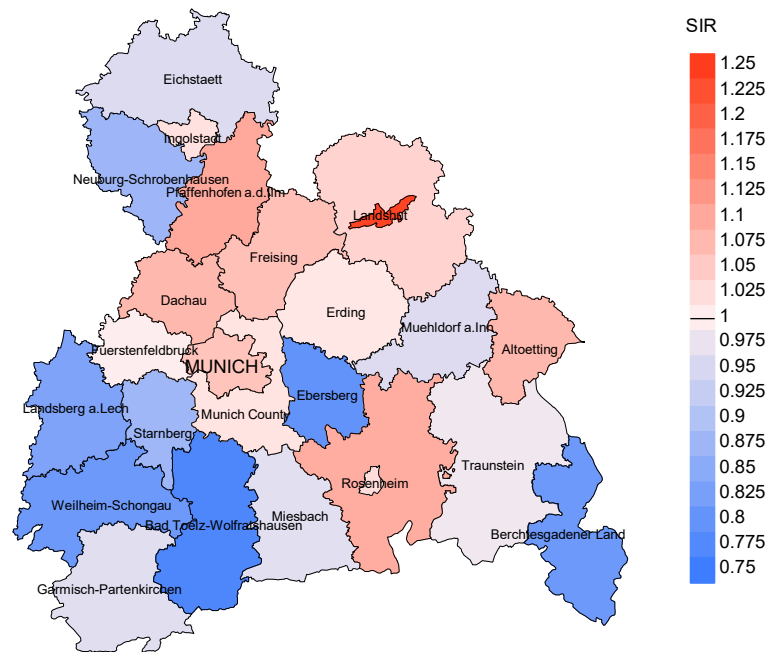 SIR
1.25
1.225
1.2
1.175
1.15
1.125
1.1
1.075
1.05
1.025
1
0.975
0.95
0.925
0.9
0.875
0.85
0.825
0.8
0.775
0.75
Eichstaett
Ingolstadt
Neuburg-Schrobenhausen
Pfaffenhofen a.d.Ilm
Landshut
Freising
Dachau
Erding
Muehldorf a.Inn
Fuerstenfeldbruck
Altoetting
MUNICH
Ebersberg
Landsberg a.Lech
Munich County
Starnberg
Traunstein
Rosenheim
Weilheim-Schongau
Miesbach
Bad Toelz-Wolfratshausen
Berchtesgadener Land
Garmisch-Partenkirchen